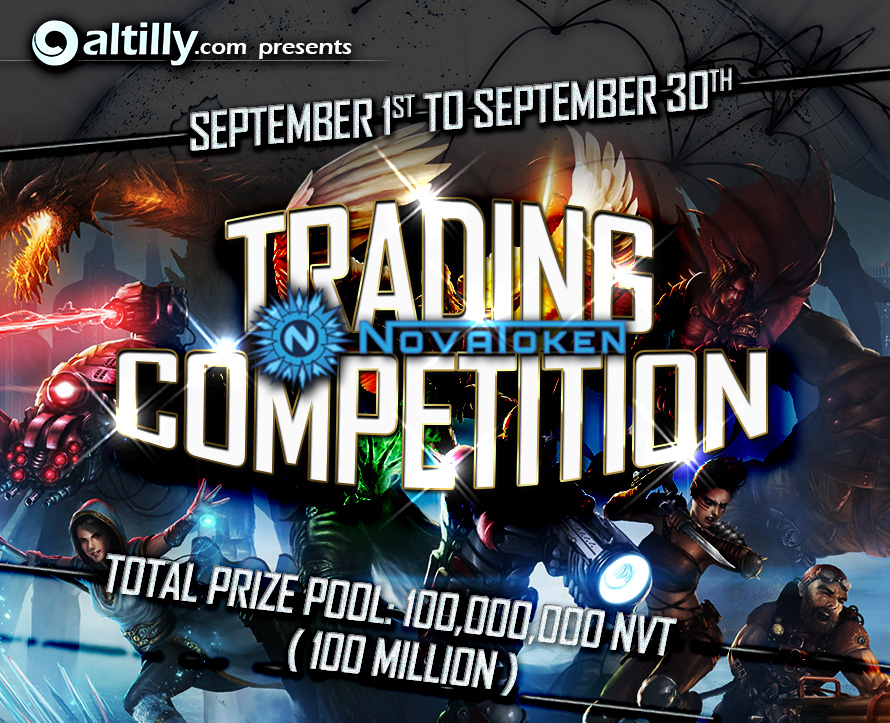 altilly.com presents
SEPTEMBER 1ST TO SEPTEMBER 30TH
TRADING
N NOVATOKEN
COMPETITION
TOTAL PRIZE POOL: 100,000,000 NVT
( 100 MILLION )